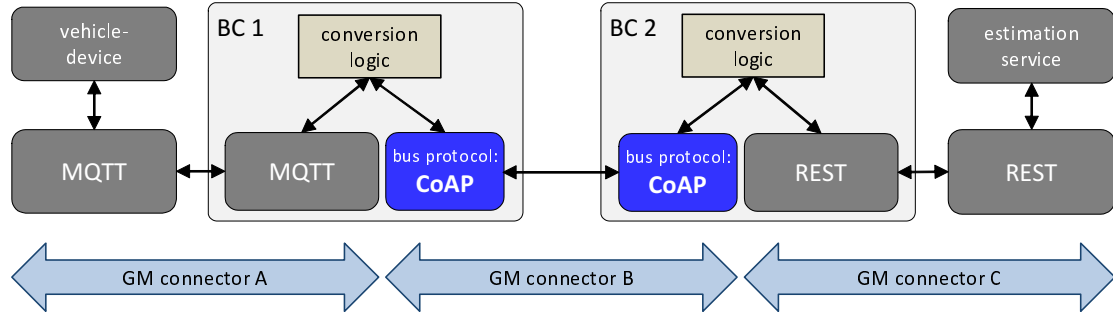 vehicle-
device
MQTT
BC 1
conversion
logic
MQTT
bus protocol:
CoAP
BC 2
conversion
logic
bus protocol:
CoAP
REST
estimation
service
REST
GM connector A
GM connector B
GM connector C